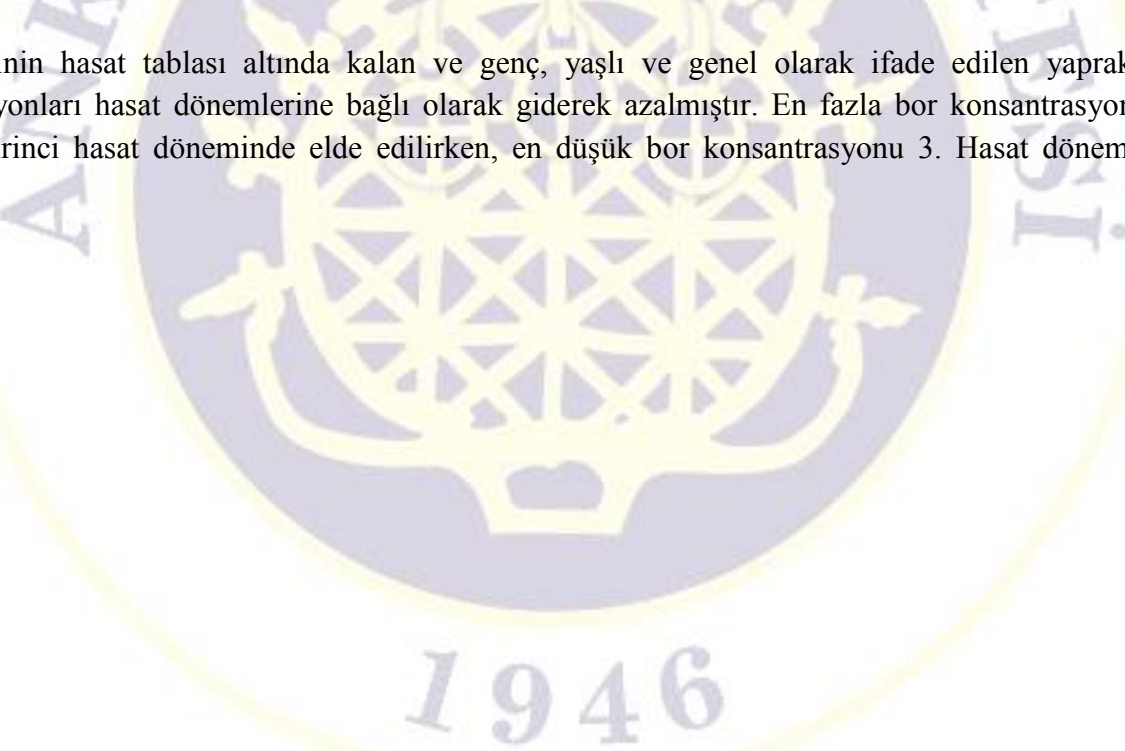 inin hasat tablası altında kalan ve genç, yaşlı ve genel olarak ifade edilen yaprak
yonları hasat dönemlerine bağlı olarak giderek azalmıştır. En fazla bor konsantrasyon
rinci hasat döneminde elde edilirken, en düşük bor konsantrasyonu 3. Hasat dönem
1946